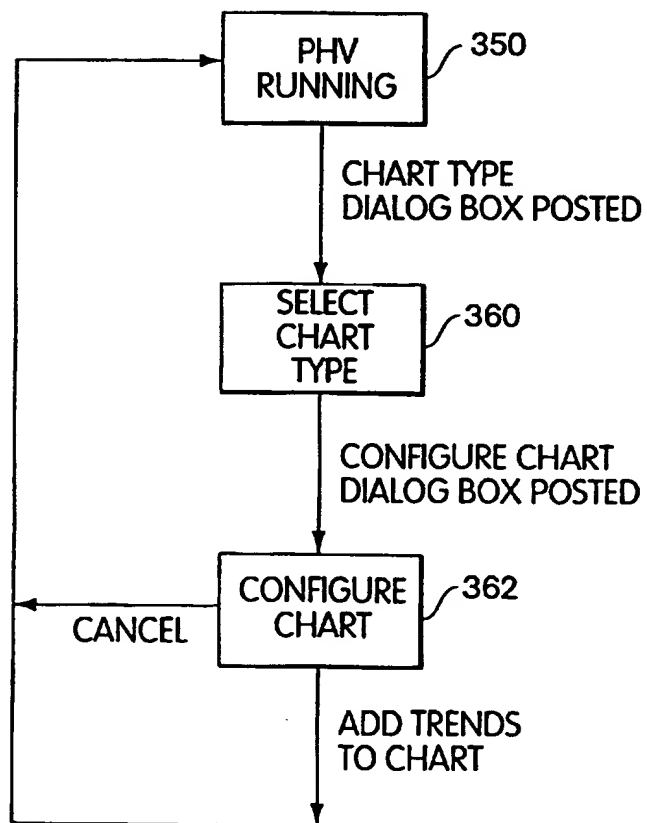 PHV
RUNNING
350
CHART TYPE
DIALOG BOX POSTED
SELECT
CHART
TYPE
360
CONFIGURE CHART
DIALOG BOX POSTED
CONFIGURE
CHART
362
CANCEL
ADD TRENDS
TO CHART